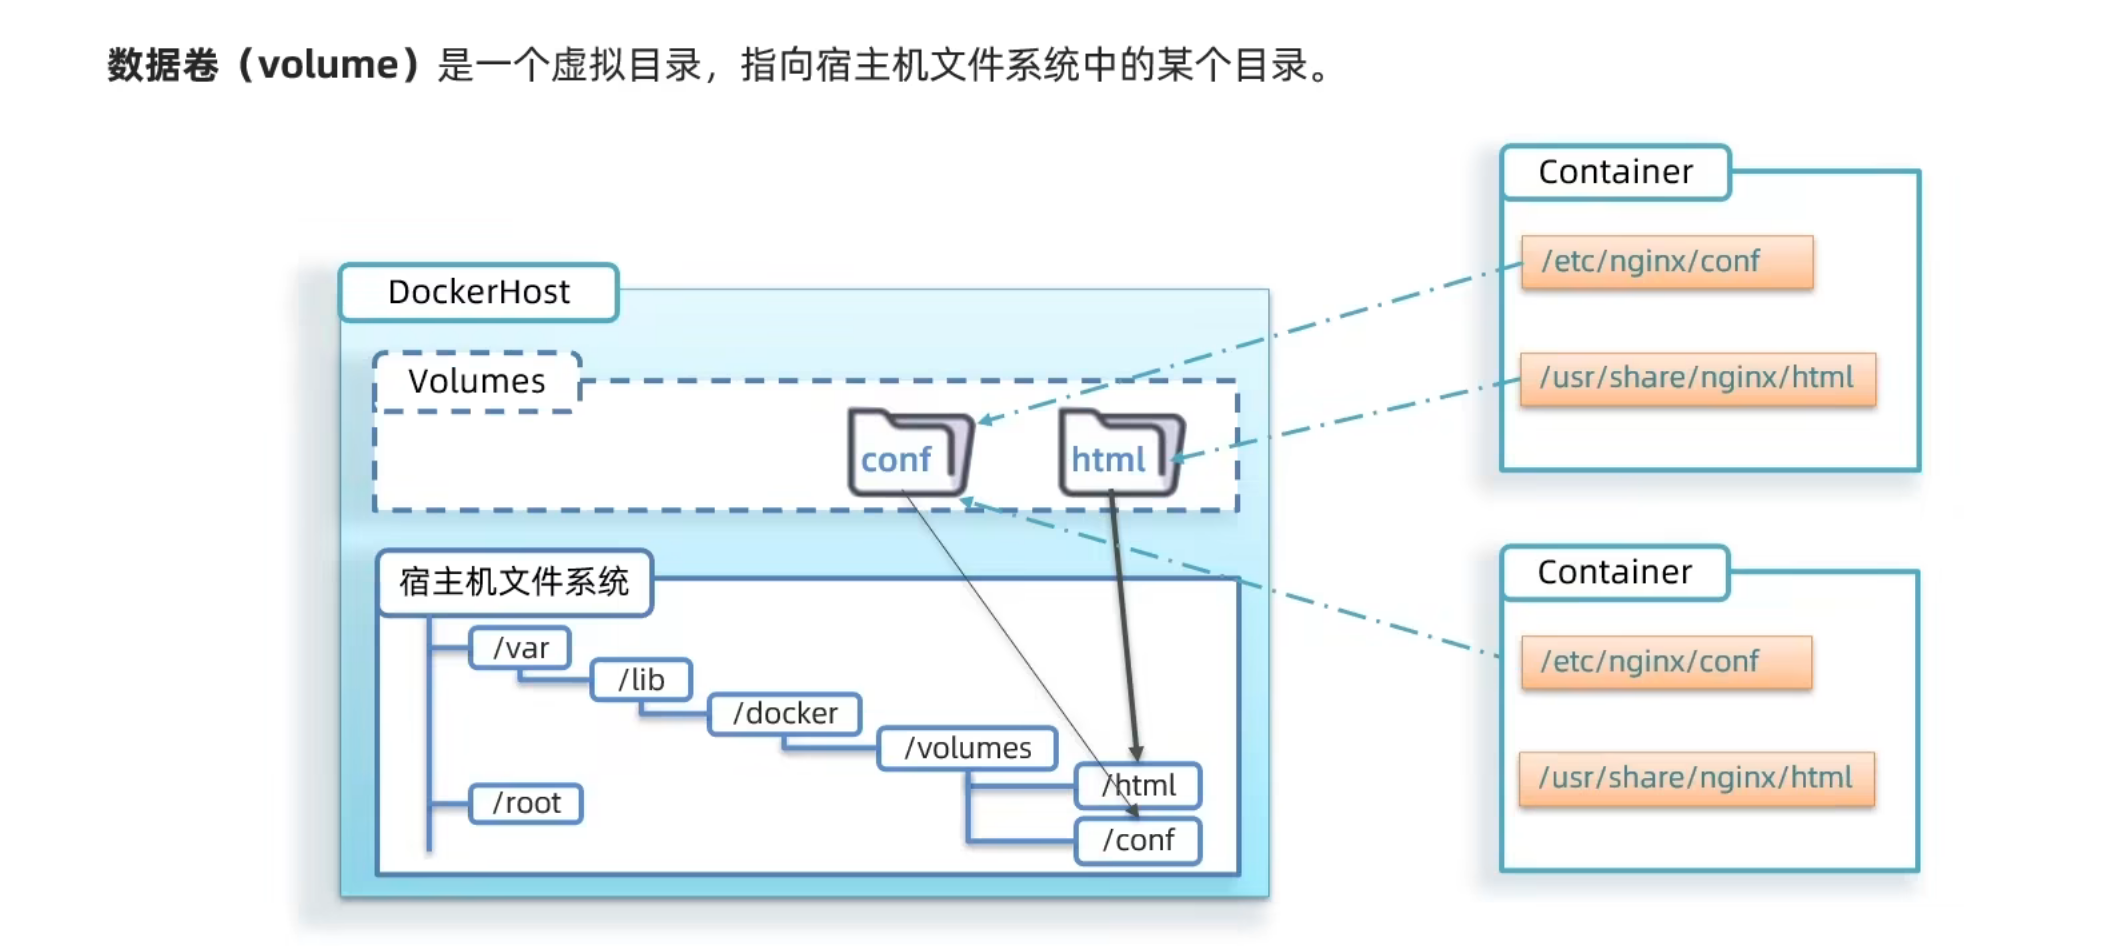 数据卷（volume）是一个虚拟目录，指向宿主机文件系统中的某个目录。
DockerHost
Volumes
conf
html
宿主机文件系统
/var
/lib
/docker
/volumes
/html
/conf
/root
Container
/etc/nginx/conf
/usr/share/nginx/html
Container
/etc/nginx/conf
/usr/share/nginx/html